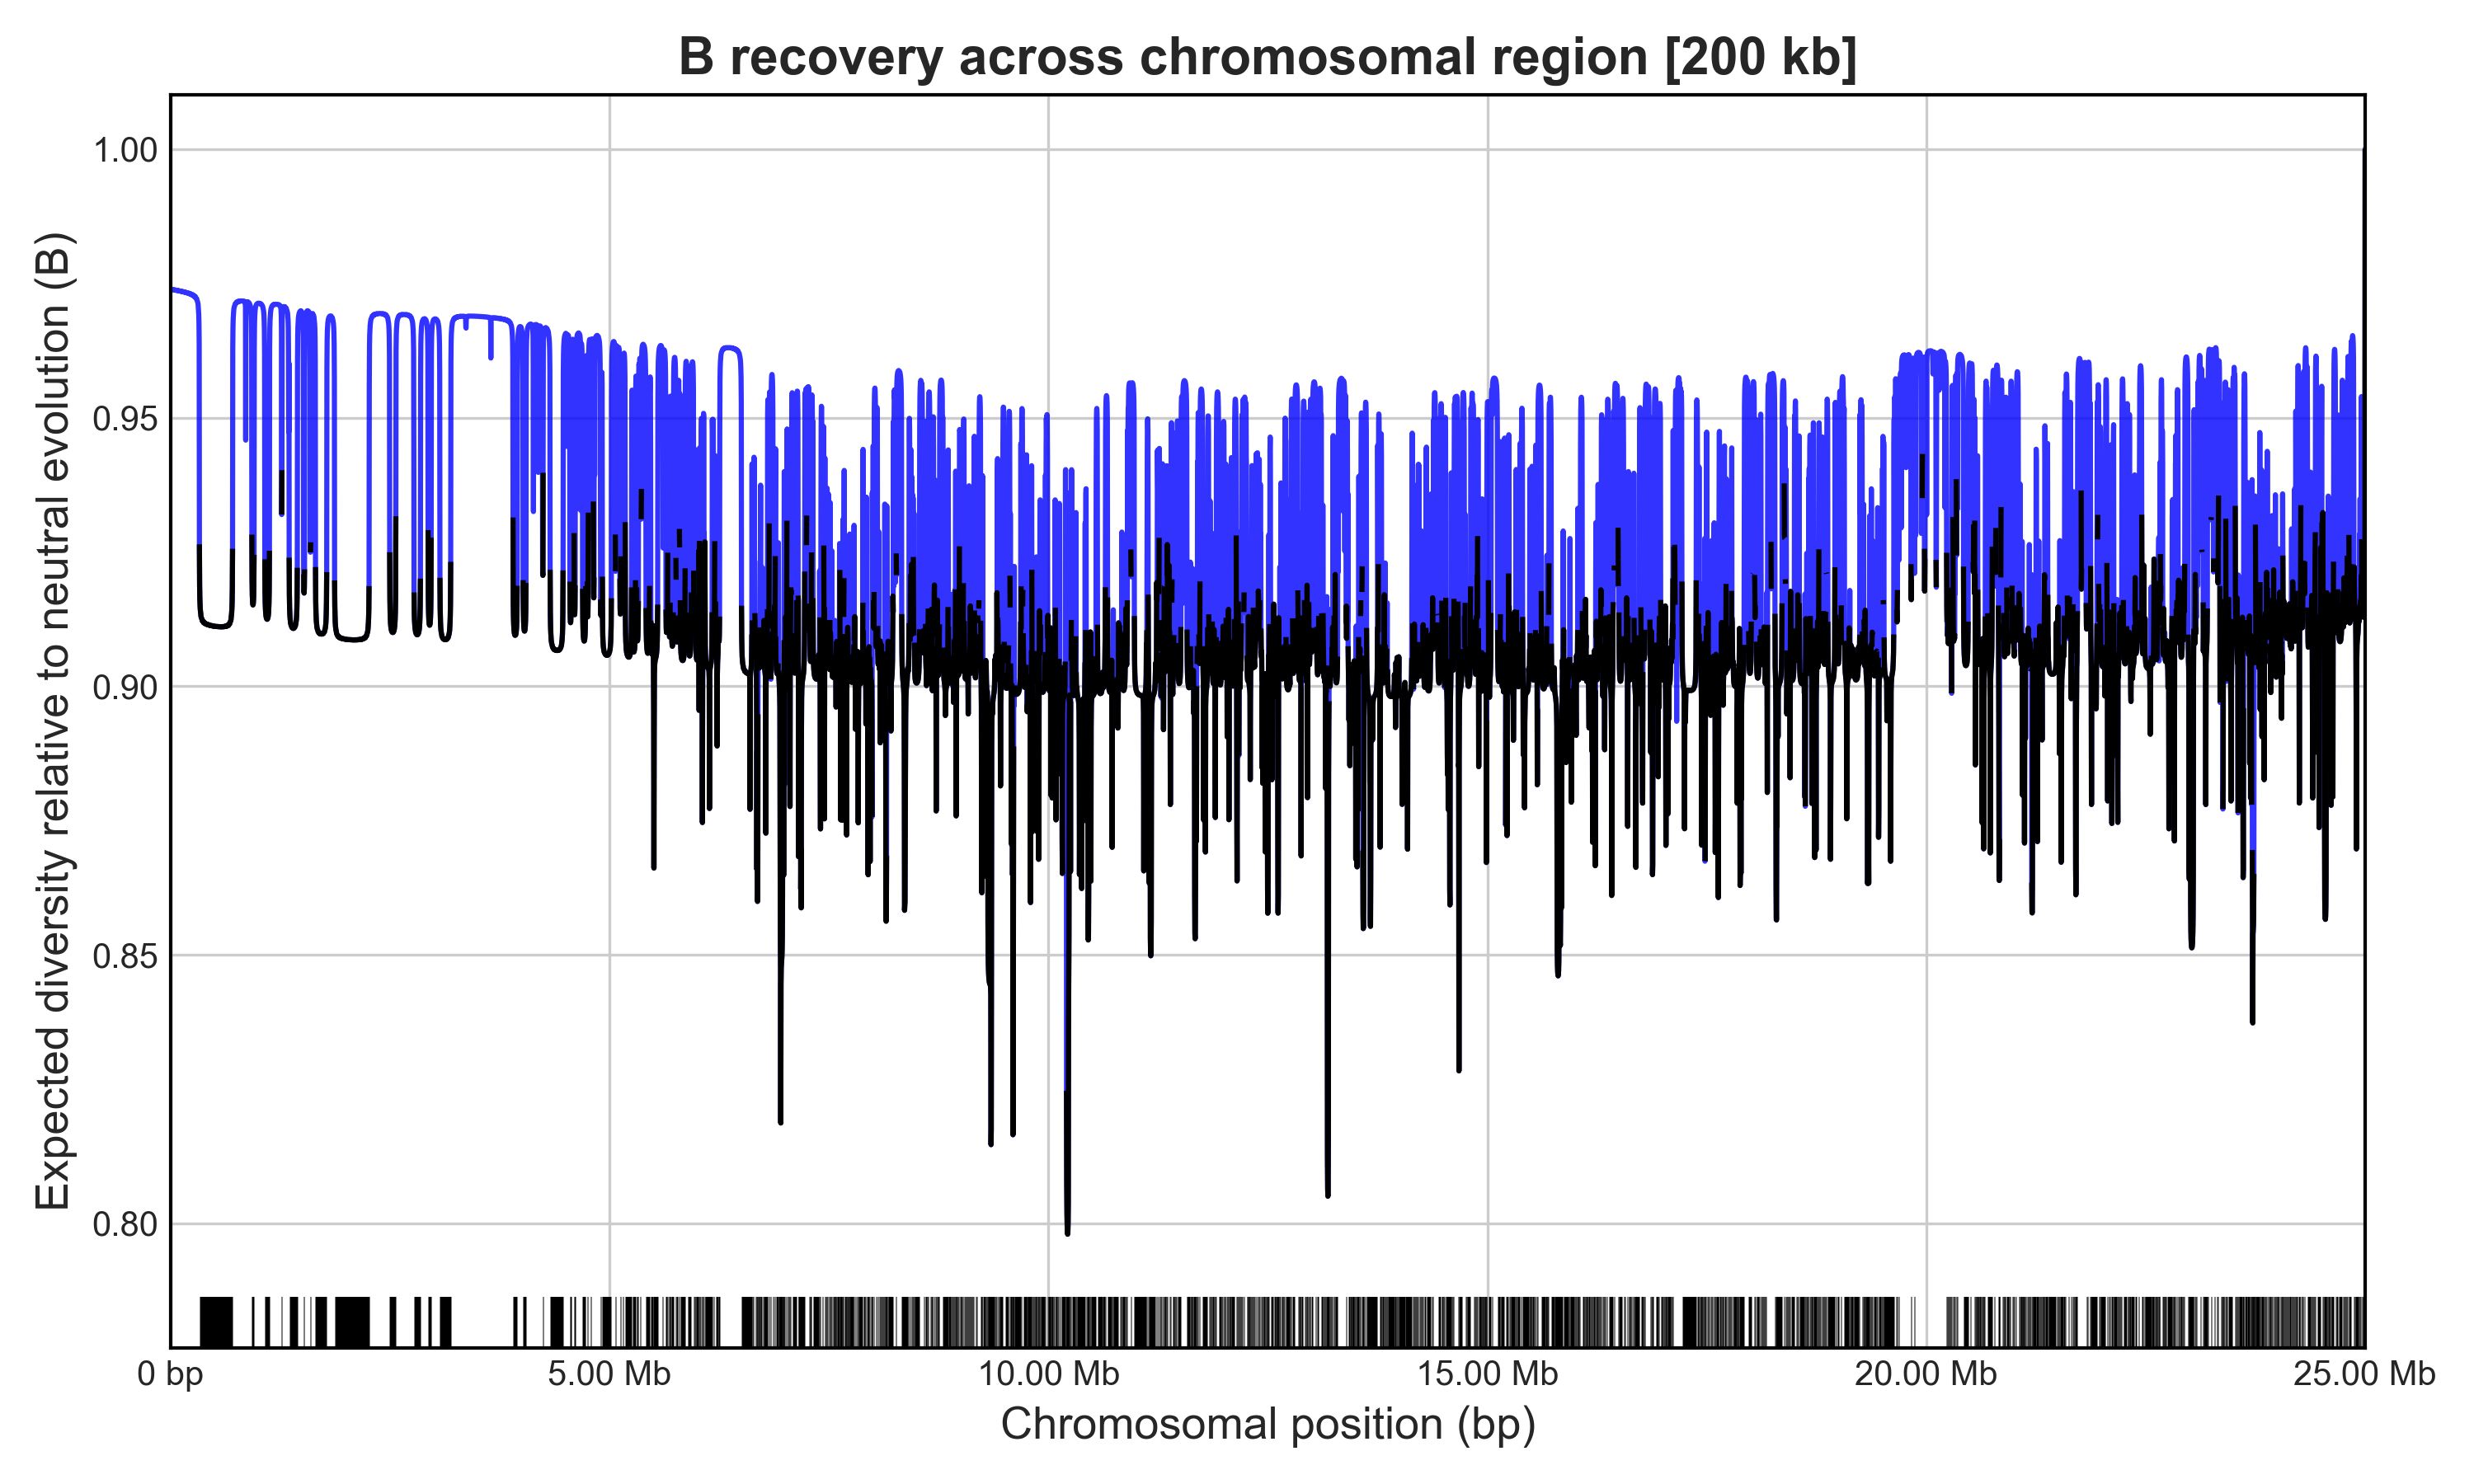 B recovery across chromosomal region [200 kb]
Expected diversity relative to neutral evolution (B)
1.00
0.95
0.90
0.85
0.80
0 bp
5.00 Mb
10.00 Mb
15.00 Mb
20.00 Mb
25.00 Mb
Chromosomal position (bp)